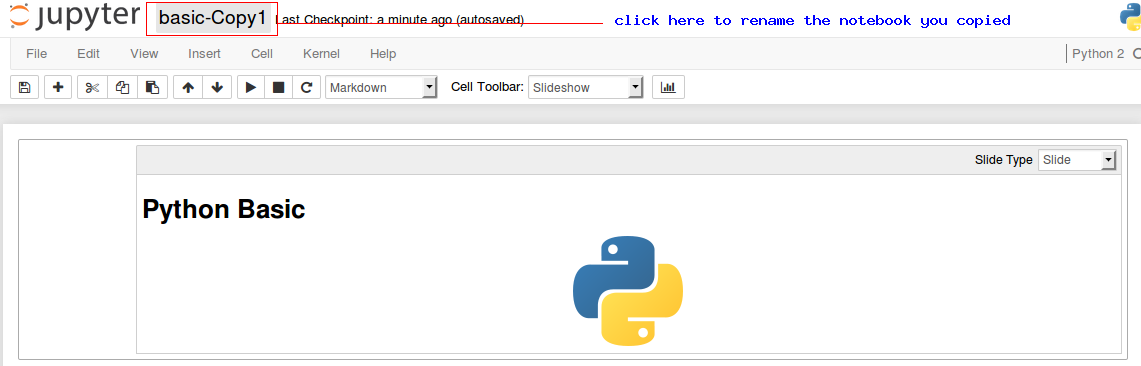 jupyter basic-Copy1 Last Checkpoint: a minute ago (autosaved) click here to rename the notebook you copied
File Edit View Insert Cell Kernel Help Python 2
Markdown Cell Toolbar: Slideshow
Slide Type Slide
Python Basic